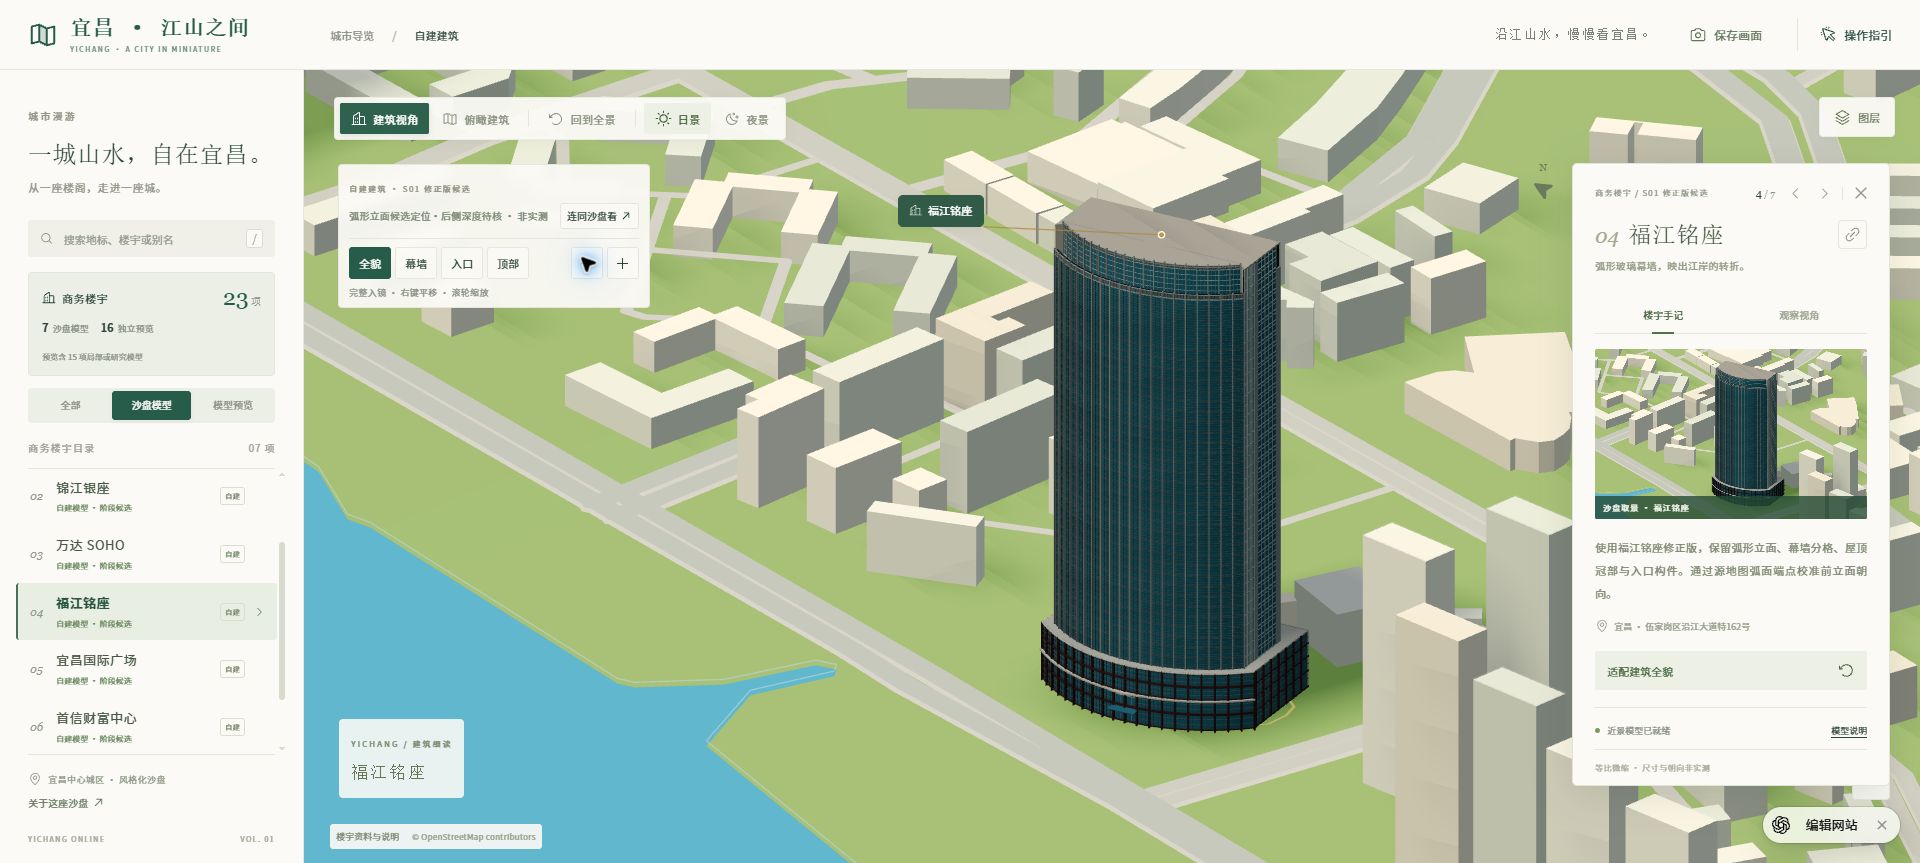 宜昌 · 江山之间
YICHANG · A CITY IN MINIATURE
城市导览 / 自建建筑
沿江山水，慢慢看宜昌。
保存画面
操作指引
城市漫游
一城山水，自在宜昌。
从一座楼阁，走进一座城。
搜索地标、楼宇或别名 /
商务楼宇 23 项
7 沙盘模型 16 独立预览
预览含 15 项局部或研究模型
全部 沙盘模型 模型预览
商务楼宇目录 07 项
02 锦江银座 自建
自建模型 · 阶段候选
03 万达 SOHO 自建
自建模型 · 阶段候选
04 福江铭座 自建
自建模型 · 阶段候选
05 宜昌国际广场 自建
自建模型 · 阶段候选
06 首信财富中心 自建
自建模型 · 阶段候选
宜昌中心城区 · 风格化沙盘
关于这座沙盘
YICHANG ONLINE VOL. 01
建筑视角 俯瞰建筑 回到全景 日景 夜景
自建建筑 · S01 修正版候选
弧形立面候选定位 · 后侧深度待核 · 非实测 连同沙盘看
全貌 幕墙 入口 顶部
完整入镜 · 右键平移 · 滚轮缩放
福江铭座
N
图层
YICHANG / 建筑细读
福江铭座
楼宇资料与说明 © OpenStreetMap contributors
商务楼宇 / S01 修正版候选 4 / 7
04 福江铭座
弧形玻璃幕墙，映出江岸的转折。
楼宇手记 观察视角
沙盘取景 · 福江铭座
使用福江铭座修正版，保留弧形立面、幕墙分格、屋顶
冠部与入口构件。通过源地图弧面端点校准前立面朝
向。
宜昌 · 伍家岗区沿江大道特162号
适配建筑全貌
近景模型已就绪 模型说明
等比微缩 · 尺寸与朝向非实测
编辑网站